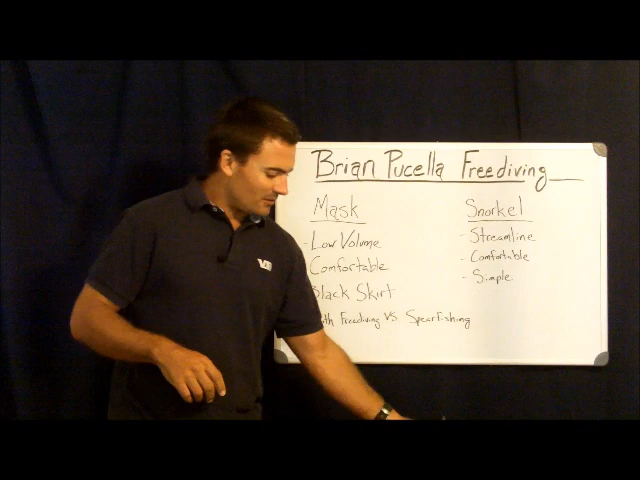 Brian Pucella Freediving
Mask
- Low Volume
Comfortable
Black Skirt
Freediving VS Spearfishing
Snorkel
- Streamline
- Comfortable
- Simple